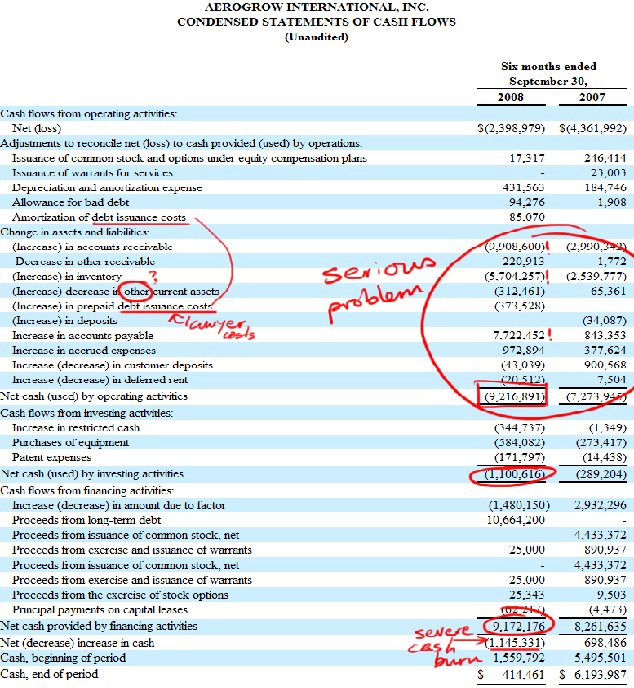 AEROGROW INTERNATIONAL, INC.
CONDENSED STATEMENTS OF CASH FLOWS
(Unaudited)
Six months ended
September 30,
2008 2007
Cash flows from operating activities:
Net (loss) $(2,398,979) $(4,361,992)
Adjustments to reconcile net (loss) to cash provided (used) by operations:
Issuance of common stock and options under equity compensation plans 17,317 246,414
Issuance of warrants for services - 23,003
Depreciation and amortization expense 431,563 184,746
Allowance for bad debt 94,276 1,908
Amortization of debt issuance costs 85,070
Change in assets and liabilities:
(Increase) in accounts receivable (9,908,600)! (2,990,342)
Decrease in other receivable 220,913 1,772
(Increase) in inventory ? (5,704,257)! (2,539,777)
serious
(Increase) decrease in other current assets (312,461) 65,361
problem
(Increase) in prepaid debt issuance costs (373,528)
(Increase) in deposits (34,087)
lawyer
costs
Increase in accounts payable 7,722,452! 843,353
Increase in accrued expenses 972,894 377,624
Increase (decrease) in customer deposits (43,039) 900,568
Increase (decrease) in deferred rent (20,512) 7,504
Net cash (used) by operating activities (9,216,891) (7,273,945)
Cash flows from investing activities:
Increase in restricted cash (344,737) (1,349)
Purchases of equipment (584,082) (273,417)
Patent expenses (171,797) (14,438)
Net cash (used) by investing activities (1,100,616) (289,204)
Cash flows from financing activities:
Increase (decrease) in amount due to factor (1,480,150) 2,932,296
Proceeds from long-term debt 10,664,200 -
Proceeds from issuance of common stock, net 4,433,372
Proceeds from exercise and issuance of warrants 25,000 890,937
Proceeds from issuance of common stock, net - 4,433,372
Proceeds from exercise and issuance of warrants 25,000 890,937
Proceeds from the exercise of stock options 25,343 9,503
Principal payments on capital leases (62,217) (4,473)
Net cash provided by financing activities 9,172,176 8,261,635
severe
Net (decrease) increase in cash (1,145,331) 698,486
cash
burn
Cash, beginning of period 1,559,792 5,495,501
Cash, end of period $ 414,461 $ 6,193,987